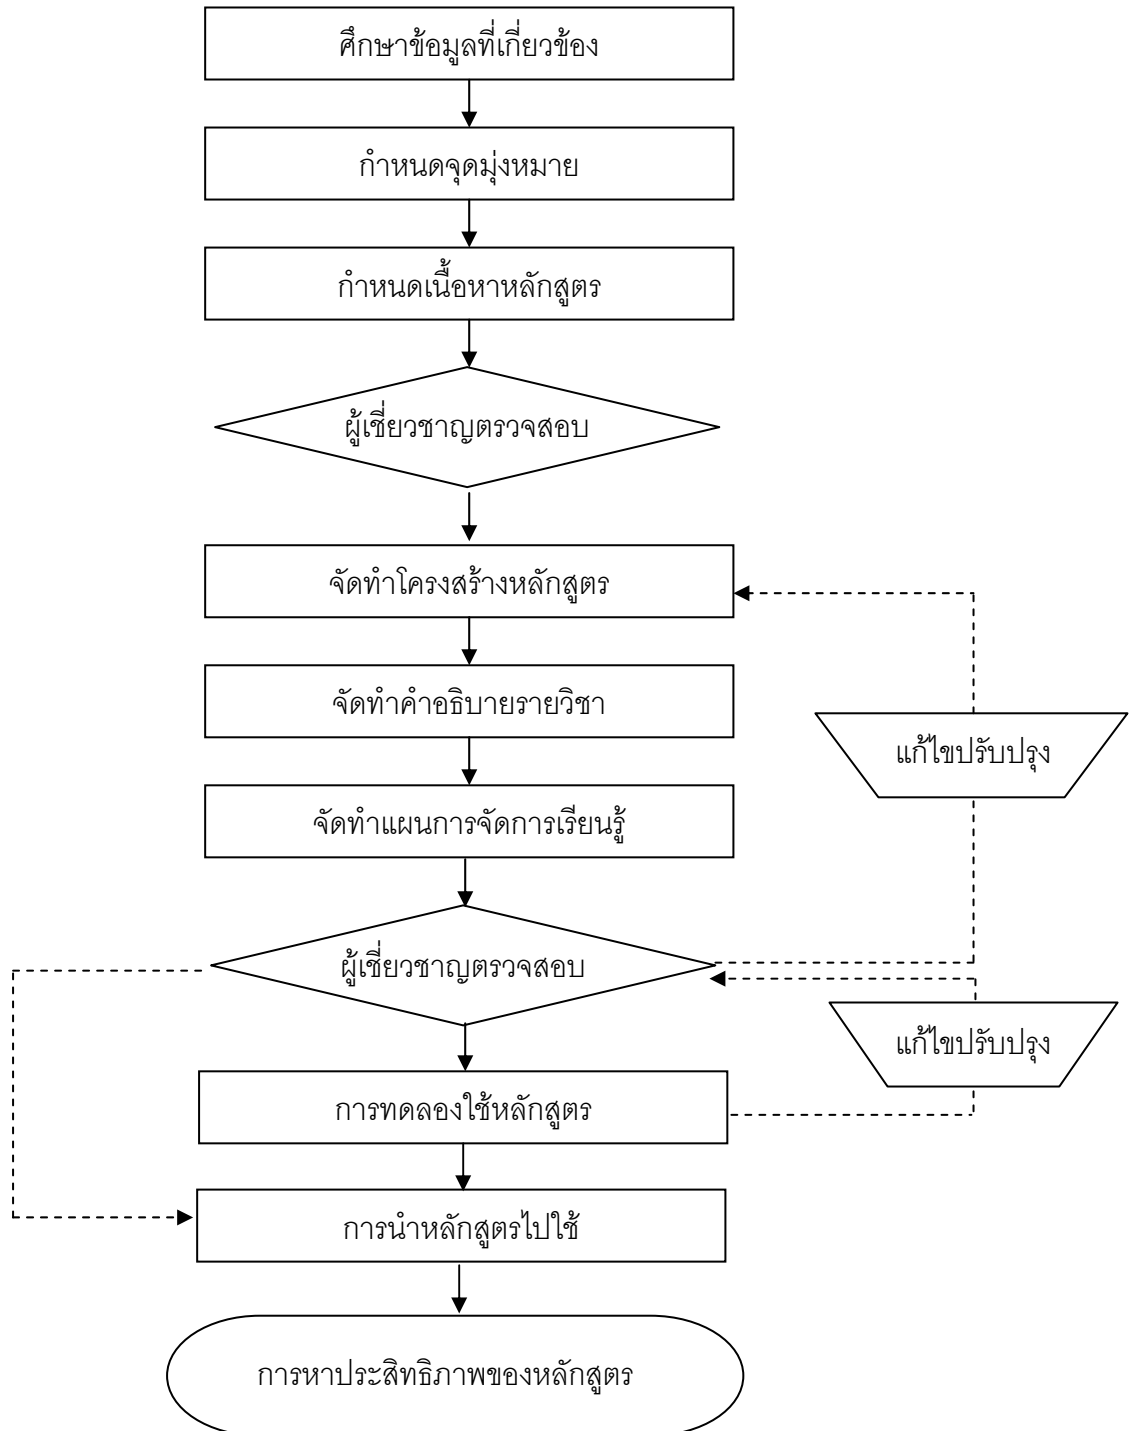 ศึกษาข้อมูลที่เกี่ยวข้อง
กำหนดจุดมุ่งหมาย
กำหนดเนื้อหาหลักสูตร
ผู้เชี่ยวชาญตรวจสอบ
จัดทำโครงสร้างหลักสูตร
จัดทำคำอธิบายรายวิชา
แก้ไขปรับปรุง
จัดทำแผนการจัดการเรียนรู้
ผู้เชี่ยวชาญตรวจสอบ
แก้ไขปรับปรุง
การทดลองใช้หลักสูตร
การนำหลักสูตรไปใช้
การหาประสิทธิภาพของหลักสูตร